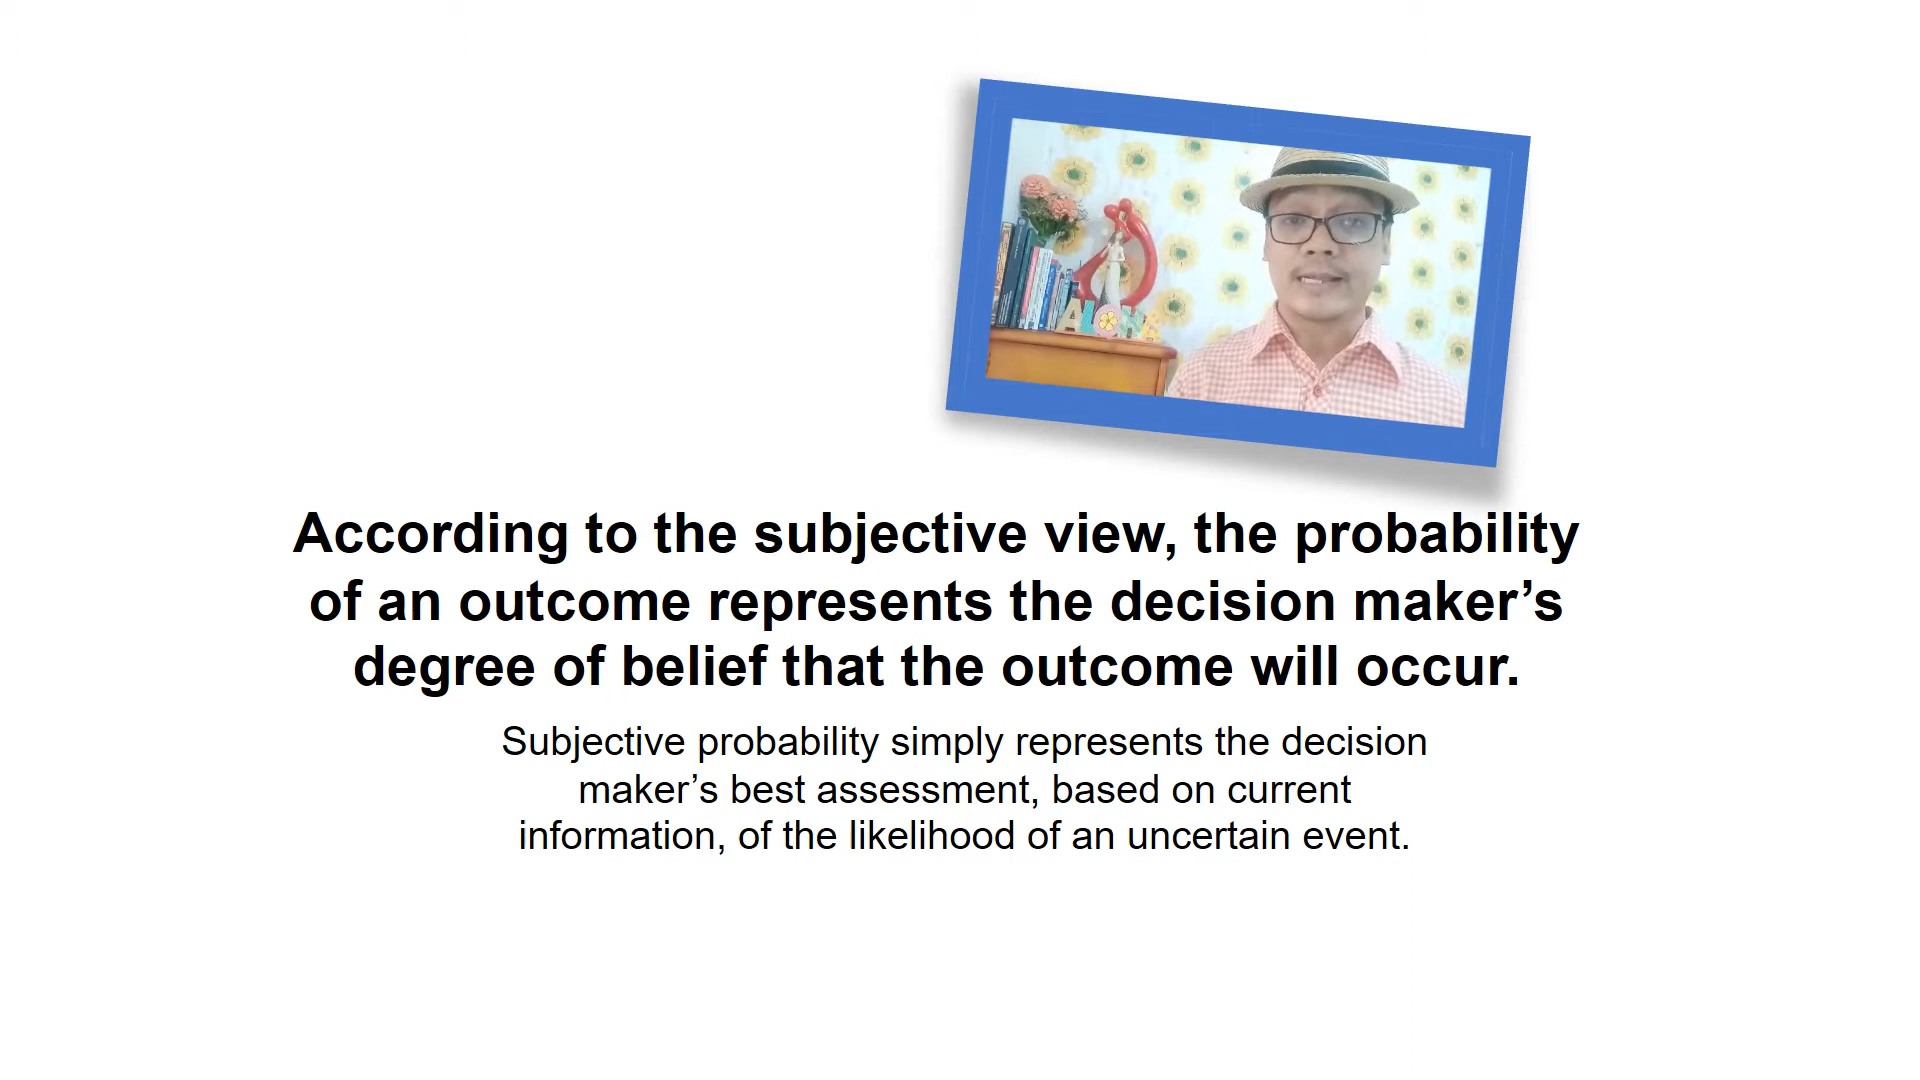 ALOHA
According to the subjective view, the probability
of an outcome represents the decision maker’s
degree of belief that the outcome will occur.
Subjective probability simply represents the decision
maker’s best assessment, based on current
information, of the likelihood of an uncertain event.